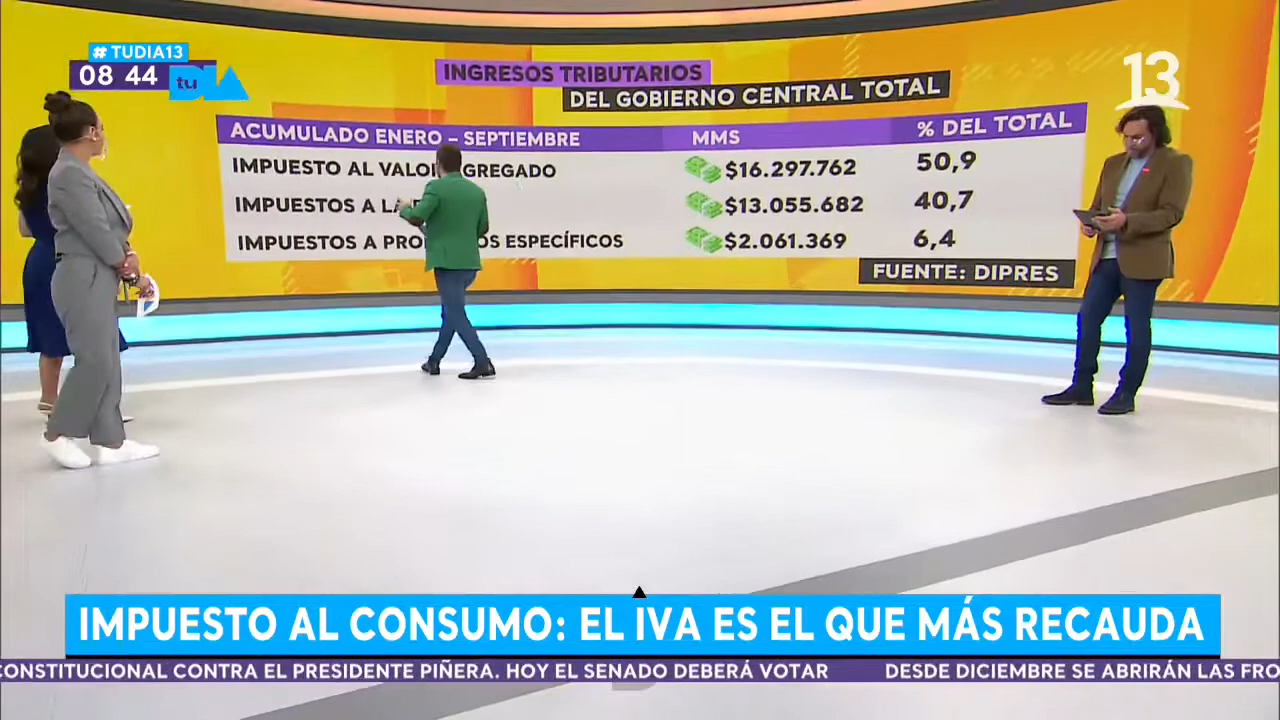 #TUDIA13
08 44
tu DIA
13
INGRESOS TRIBUTARIOS
DEL GOBIERNO CENTRAL TOTAL
ACUMULADO ENERO – SEPTIEMBRE MMS % DEL TOTAL
IMPUESTO AL VALO GREGADO $16.297.762 50,9
IMPUESTOS A LA $13.055.682 40,7
IMPUESTOS A PRO OS ESPECÍFICOS $2.061.369 6,4
FUENTE: DIPRES
IMPUESTO AL CONSUMO: EL IVA ES EL QUE MÁS RECAUDA
CONSTITUCIONAL CONTRA EL PRESIDENTE PIÑERA. HOY EL SENADO DEBERÁ VOTAR DESDE DICIEMBRE SE ABRIRÁN LAS FRO